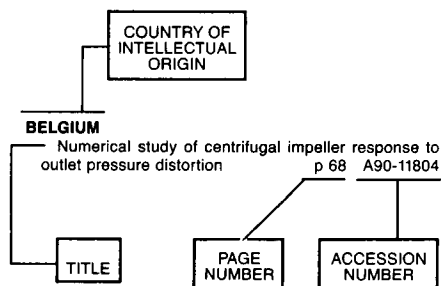 COUNTRY OF
INTELLECTUAL
ORIGIN
BELGIUM
Numerical study of centrifugal impeller response to
outlet pressure distortion p 68 A90-11804
TITLE
PAGE
NUMBER
ACCESSION
NUMBER